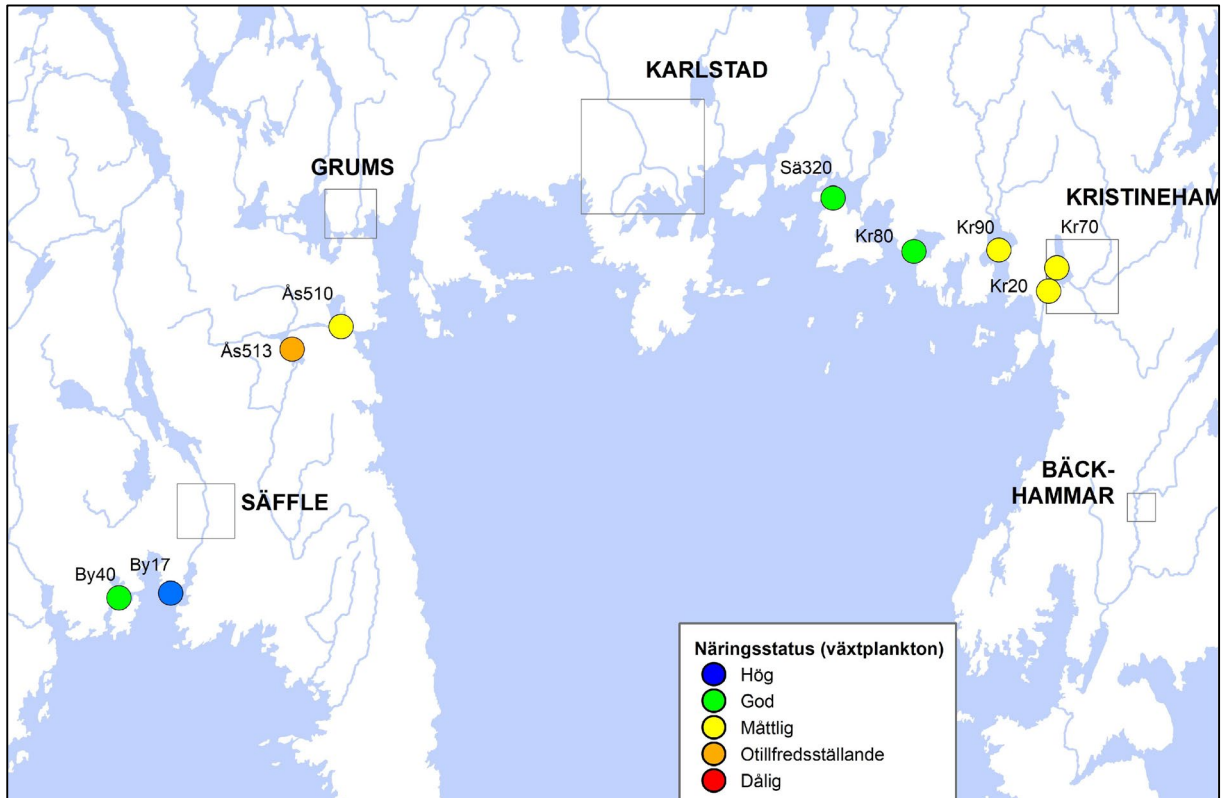 KARLSTAD
GRUMS
Sä320
KRISTINEHAM
Kr80
Kr90
Kr70
Kr20
Ås510
Ås513
BÄCK-
HAMMAR
SÄFFLE
By40
By17
Näringsstatus (växtplankton)
Hög
God
Måttlig
Otillfredsställande
Dålig